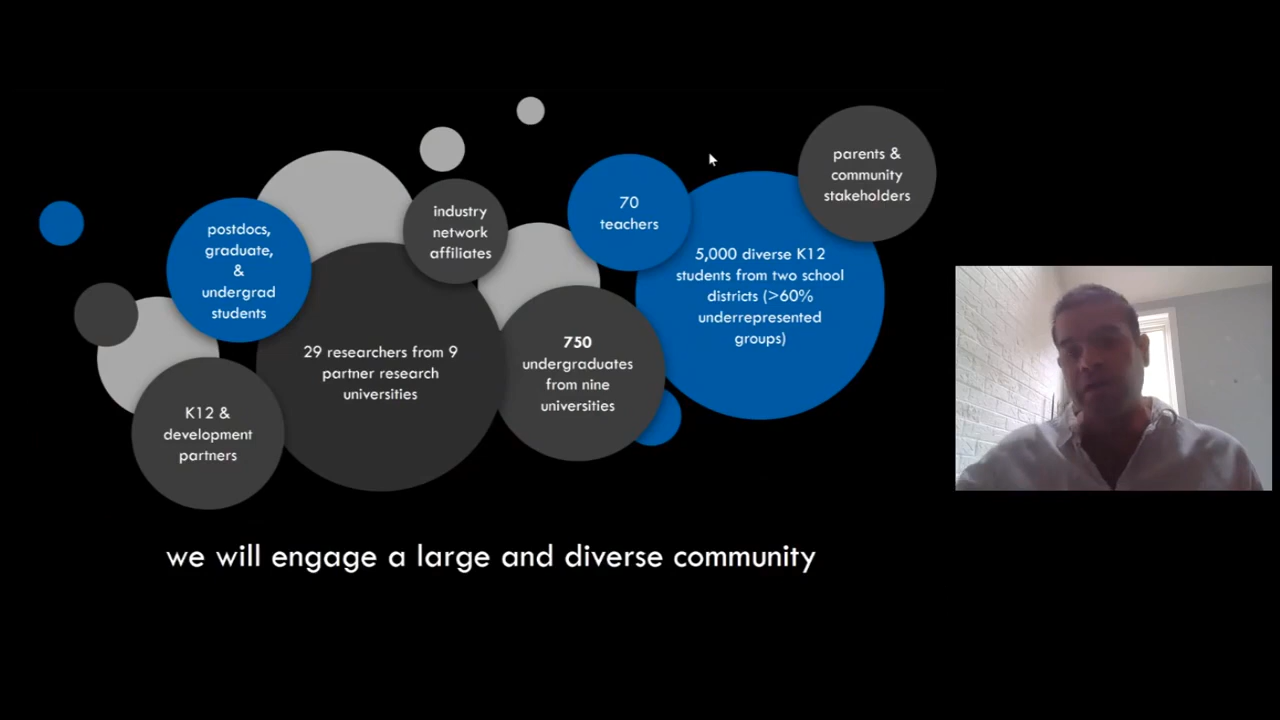 postdocs,
graduate,
&
undergrad
students
K12 &
development
partners
29 researchers from 9
partner research
universities
industry
network
affiliates
750
undergraduates
from nine
universities
70
teachers
5,000 diverse K12
students from two school
districts (>60%
underrepresented
groups)
parents &
community
stakeholders
we will engage a large and diverse community